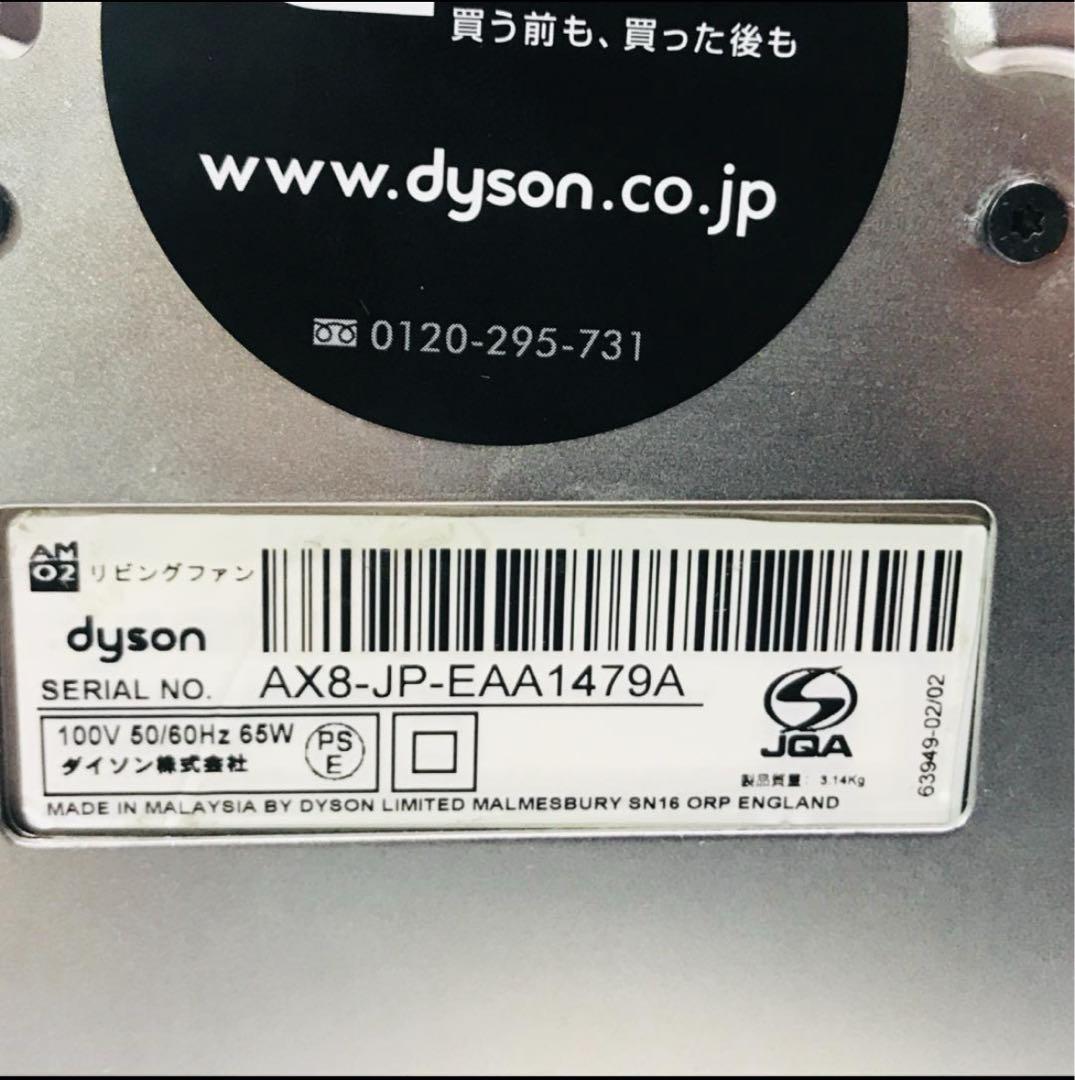 買う前も、買った後も
www.dyson.co.jp
0120-295-731
AM
02
リビングファン
dyson
SERIAL NO. AX8-JP-EAA1479A
100V 50/60Hz 65W
ダイソン株式会社
PS
E
JQA
製品質量: 3.14Kg
63949-02/02
MADE IN MALAYSIA BY DYSON LIMITED MALMESBURY SN16 ORP ENGLAND